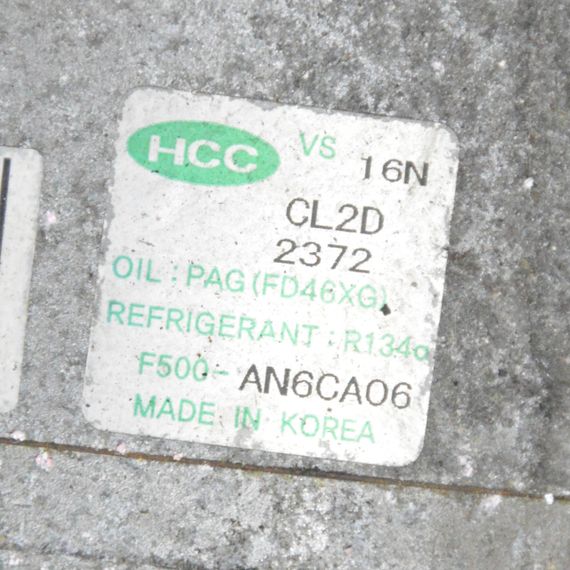 HCC VS 16N
CL2D
2372
OIL : PAG (FD46XG)
REFRIGERANT : R134a
F500-AN6CA06
MADE IN KOREA